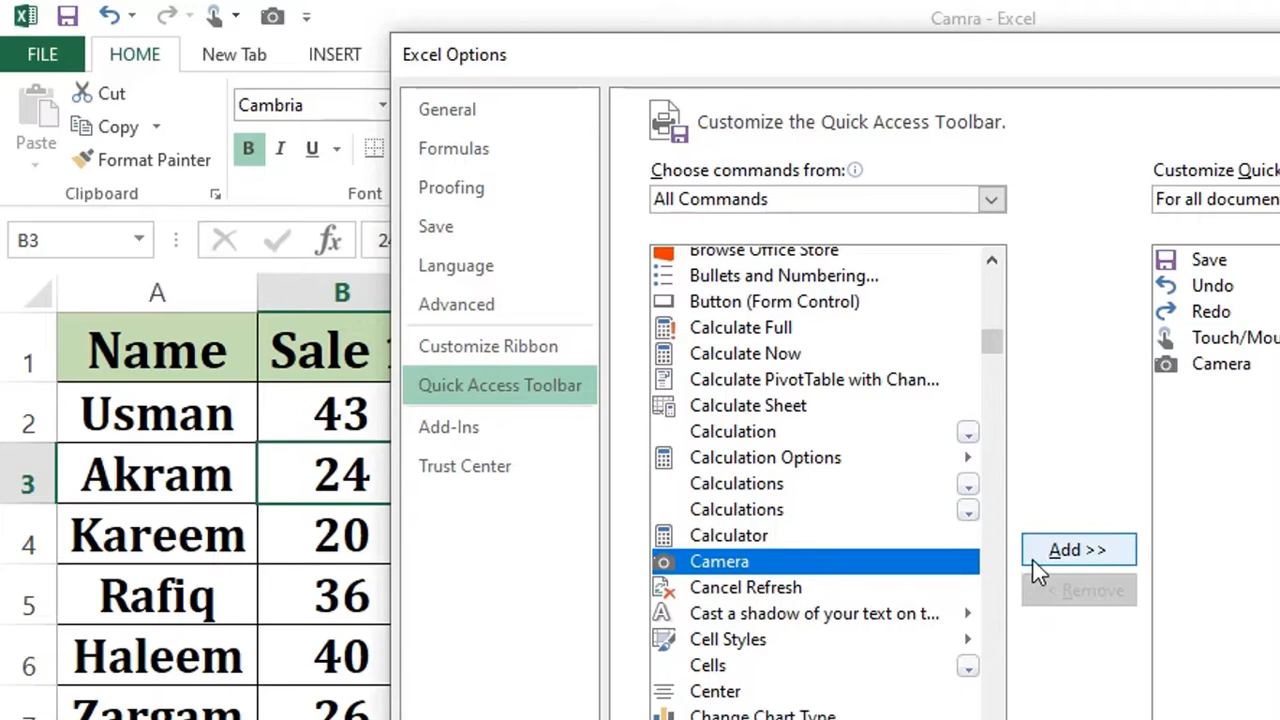 Camra - Excel
FILE HOME New Tab INSERT
Cut
Copy
Format Painter
Paste
Clipboard
Cambria
B I U
Font
B3
fx
A B
1 Name Sale
2 Usman 43
3 Akram 24
4 Kareem 20
5 Rafiq 36
6 Haleem 40
Zargam 26
Excel Options
General
Formulas
Proofing
Save
Language
Advanced
Customize Ribbon
Quick Access Toolbar
Add-Ins
Trust Center
Customize the Quick Access Toolbar.
Choose commands from:
All Commands
Browse Office Store
Bullets and Numbering...
Button (Form Control)
Calculate Full
Calculate Now
Calculate PivotTable with Chan...
Calculate Sheet
Calculation
Calculation Options
Calculations
Calculations
Calculator
Camera
Cancel Refresh
Cast a shadow of your text on t...
Cell Styles
Cells
Center
Change Chart Type
Add >>
< Remove
Customize Quick
For all documen
Save
Undo
Redo
Touch/Mou
Camera